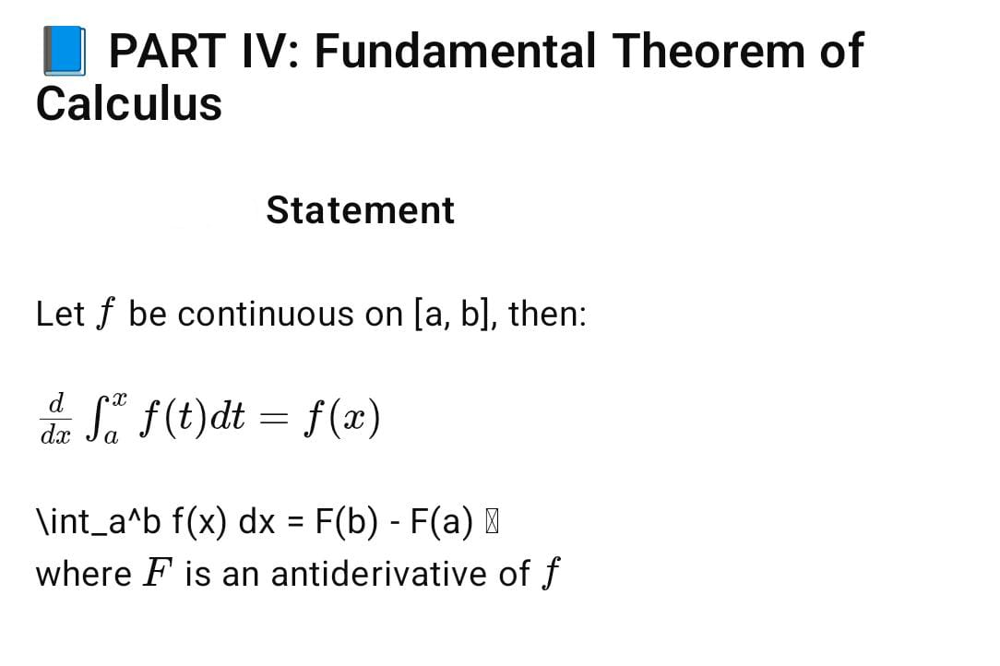 📘 PART IV: Fundamental Theorem of
Calculus
Statement
Let f be continuous on [a, b], then:
\frac{d}{dx} \int_a^x f(t)dt = f(x)
\int_a^b f(x) dx = F(b) - F(a) 
where F is an antiderivative of f